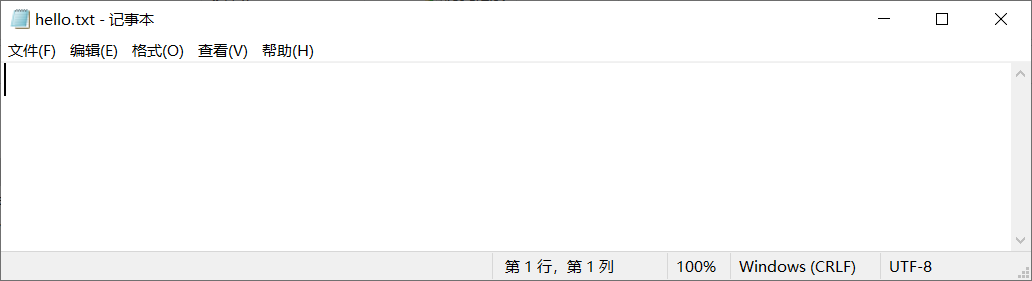 hello.txt - 记事本
文件(F) 编辑(E) 格式(O) 查看(V) 帮助(H)
第 1 行，第 1 列 100% Windows (CRLF) UTF-8